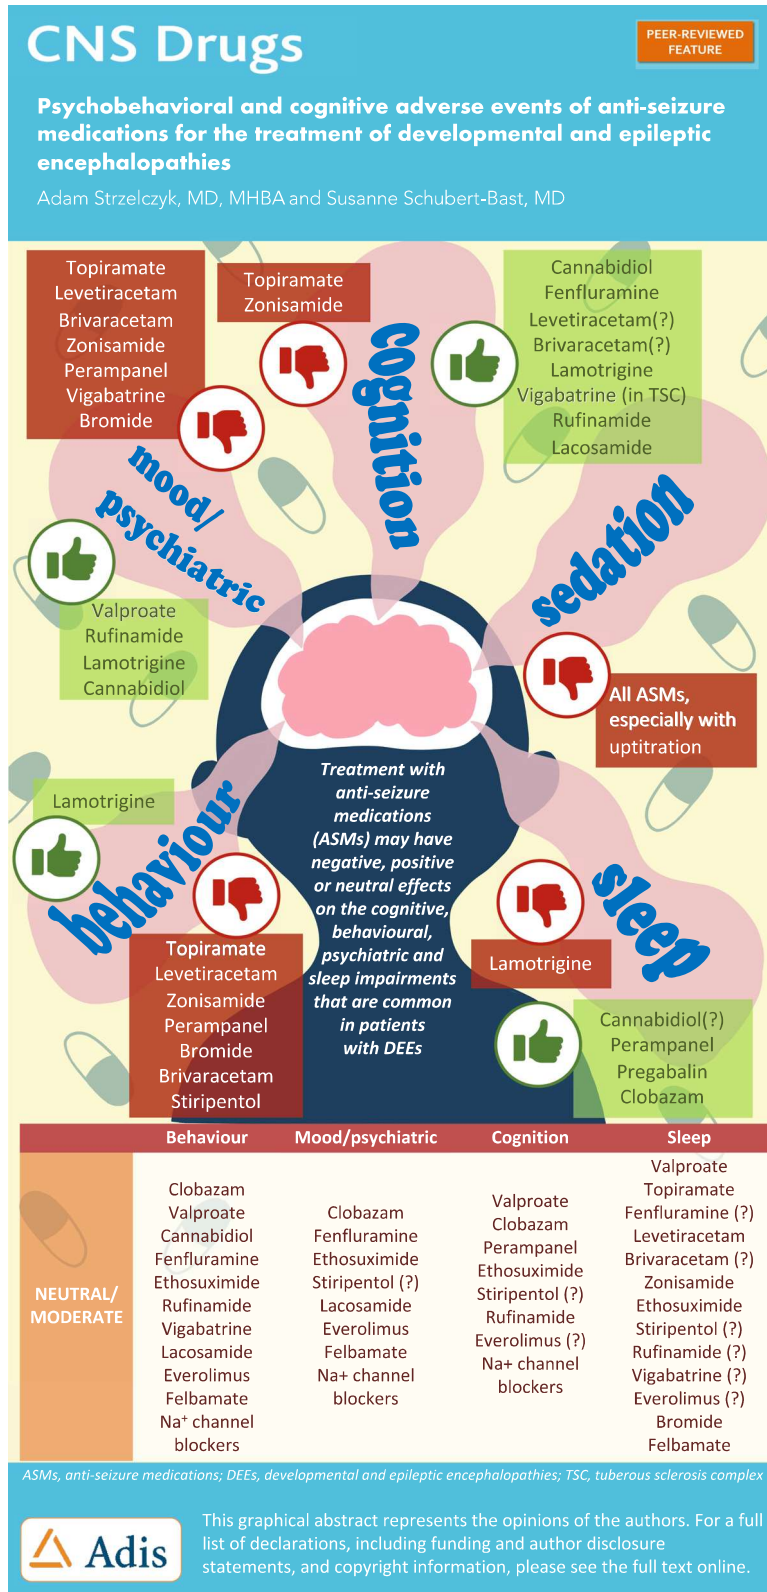 CNS Drugs
PEER-REVIEWED
FEATURE
Psychobehavioral and cognitive adverse events of anti-seizure
medications for the treatment of developmental and epileptic
encephalopathies
Adam Strzelczyk, MD, MHBA and Susanne Schubert-Bast, MD
Topiramate
Levetiracetam
Brivaracetam
Zonisamide
Perampanel
Vigabatrine
Bromide
mood/
psychiatric
Valproate
Rufinamide
Lamotrigine
Cannabidiol
Topiramate
Zonisamide
cognition
Cannabidiol
Fenfluramine
Levetiracetam(?)
Brivaracetam(?)
Lamotrigine
Vigabatrine (in TSC)
Rufinamide
Lacosamide
sedation
All ASMs,
especially with
uptitration
Lamotrigine
behaviour
Topiramate
Levetiracetam
Zonisamide
Perampanel
Bromide
Brivaracetam
Stiripentol
Treatment with
anti-seizure
medications
(ASMs) may have
negative, positive
or neutral effects
on the cognitive,
behavioural,
psychiatric and
sleep impairments
that are common
in patients
with DEEs
sleep
Lamotrigine
Cannabidiol(?)
Perampanel
Pregabalin
Clobazam
Behaviour Mood/psychiatric Cognition Sleep
NEUTRAL/
MODERATE
Clobazam
Valproate
Cannabidiol
Fenfluramine
Ethosuximide
Rufinamide
Vigabatrine
Lacosamide
Everolimus
Felbamate
Na⁺ channel
blockers
Clobazam
Fenfluramine
Ethosuximide
Stiripentol (?)
Lacosamide
Everolimus
Felbamate
Na+ channel
blockers
Valproate
Clobazam
Perampanel
Ethosuximide
Stiripentol (?)
Rufinamide
Everolimus (?)
Na+ channel
blockers
Valproate
Topiramate
Fenfluramine (?)
Levetiracetam
Brivaracetam (?)
Zonisamide
Ethosuximide
Stiripentol (?)
Rufinamide (?)
Vigabatrine (?)
Everolimus (?)
Bromide
Felbamate
ASMs, anti-seizure medications; DEEs, developmental and epileptic encephalopathies; TSC, tuberous sclerosis complex
Adis
This graphical abstract represents the opinions of the authors. For a full
list of declarations, including funding and author disclosure
statements, and copyright information, please see the full text online.